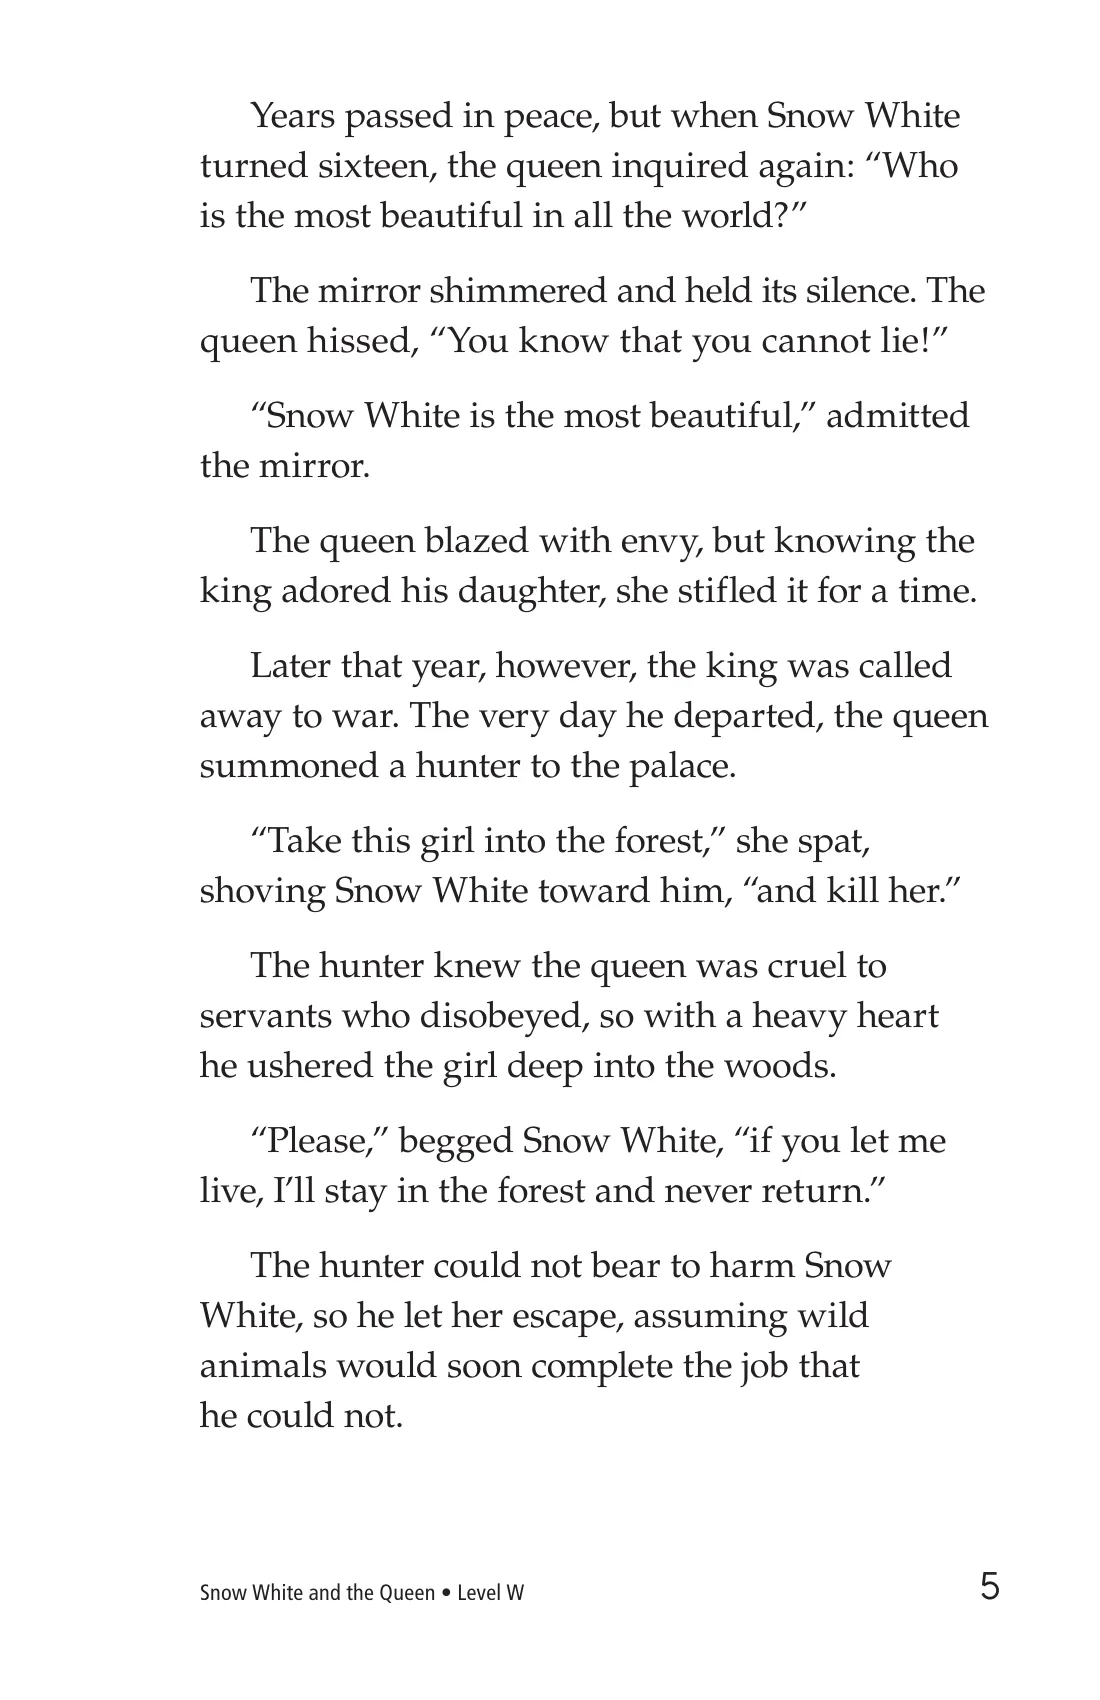 Years passed in peace, but when Snow White
turned sixteen, the queen inquired again: “Who
is the most beautiful in all the world?”
The mirror shimmered and held its silence. The
queen hissed, “You know that you cannot lie!”
“Snow White is the most beautiful,” admitted
the mirror.
The queen blazed with envy, but knowing the
king adored his daughter, she stifled it for a time.
Later that year, however, the king was called
away to war. The very day he departed, the queen
summoned a hunter to the palace.
“Take this girl into the forest,” she spat,
shoving Snow White toward him, “and kill her.”
The hunter knew the queen was cruel to
servants who disobeyed, so with a heavy heart
he ushered the girl deep into the woods.
“Please,” begged Snow White, “if you let me
live, I’ll stay in the forest and never return.”
The hunter could not bear to harm Snow
White, so he let her escape, assuming wild
animals would soon complete the job that
he could not.
Snow White and the Queen • Level W
5